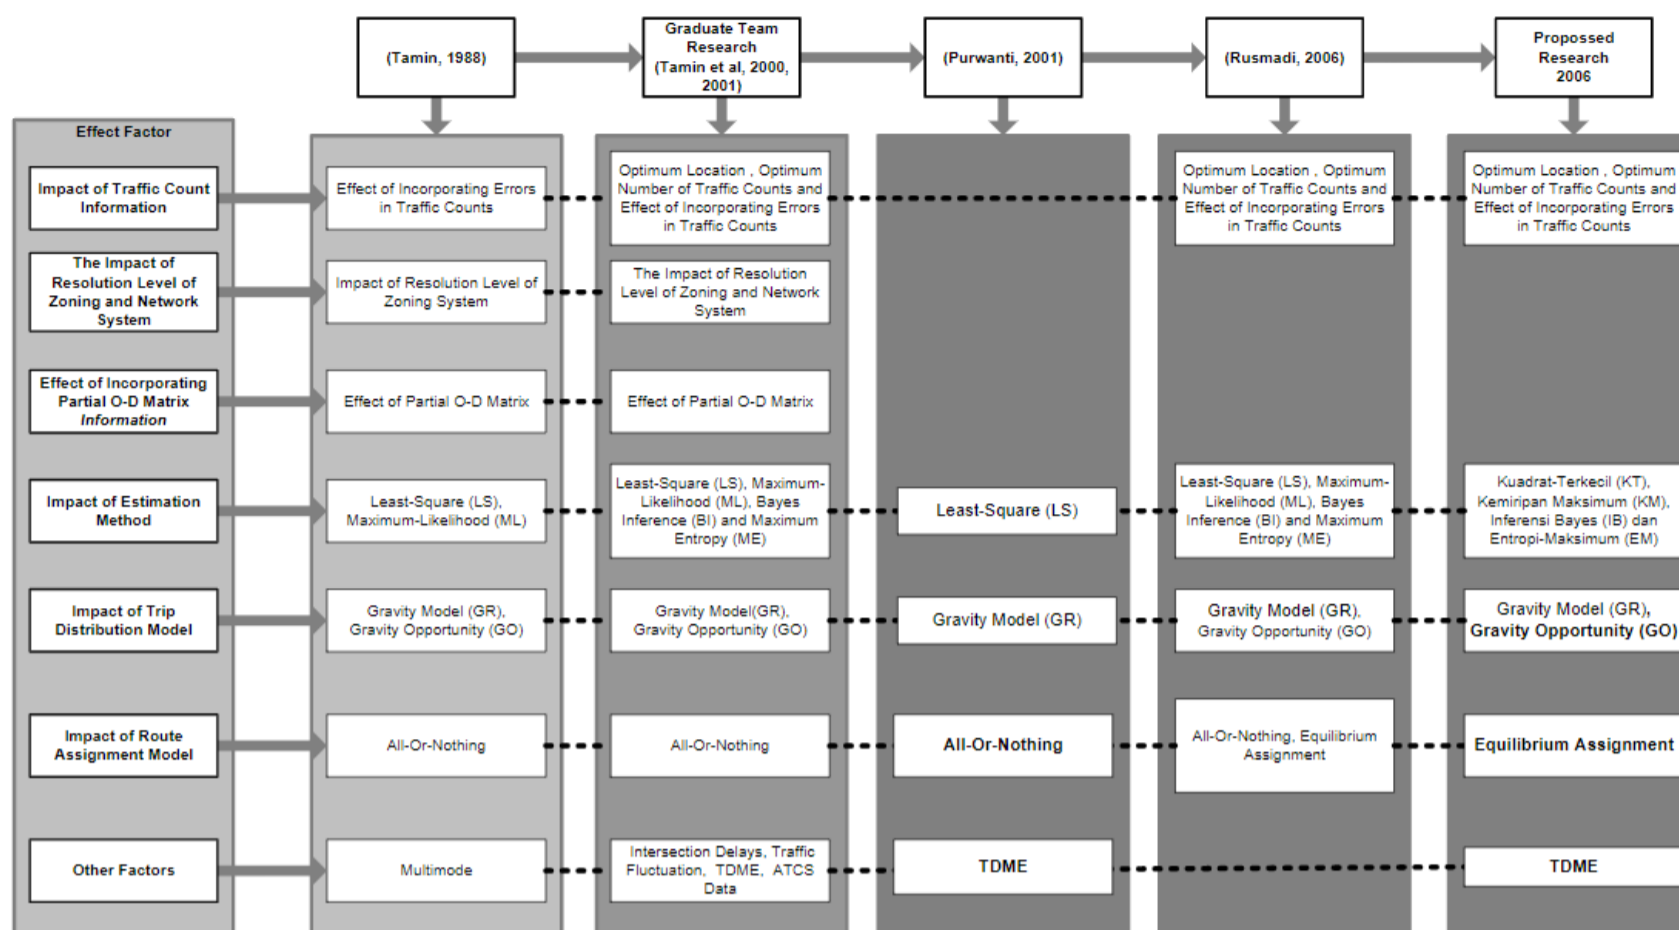 (Tamin, 1988)
Graduate Team
Research
(Tamin et al, 2000,
2001)
(Purwanti, 2001)
(Rusmadi, 2006)
Propossed
Research
2006
Effect Factor
Impact of Traffic Count
Information
Effect of Incorporating Errors
in Traffic Counts
Optimum Location , Optimum
Number of Traffic Counts and
Effect of Incorporating Errors
in Traffic Counts
Optimum Location , Optimum
Number of Traffic Counts and
Effect of Incorporating Errors
in Traffic Counts
Optimum Location , Optimum
Number of Traffic Counts and
Effect of Incorporating Errors
in Traffic Counts
The Impact of
Resolution Level of
Zoning and Network
System
Impact of Resolution Level of
Zoning System
The Impact of Resolution
Level of Zoning and Network
System
Effect of Incorporating
Partial O-D Matrix
Information
Effect of Partial O-D Matrix
Effect of Partial O-D Matrix
Impact of Estimation
Method
Least-Square (LS),
Maximum-Likelihood (ML)
Least-Square (LS), Maximum-
Likelihood (ML), Bayes
Inference (BI) and Maximum
Entropy (ME)
Least-Square (LS)
Least-Square (LS), Maximum-
Likelihood (ML), Bayes
Inference (BI) and Maximum
Entropy (ME)
Kuadrat-Terkecil (KT),
Kemiripan Maksimum (KM),
Inferensi Bayes (IB) dan
Entropi-Maksimum (EM)
Impact of Trip
Distribution Model
Gravity Model (GR),
Gravity Opportunity (GO)
Gravity Model(GR),
Gravity Opportunity (GO)
Gravity Model (GR)
Gravity Model (GR),
Gravity Opportunity (GO)
Gravity Model (GR),
Gravity Opportunity (GO)
Impact of Route
Assignment Model
All-Or-Nothing
All-Or-Nothing
All-Or-Nothing
All-Or-Nothing, Equilibrium
Assignment
Equilibrium Assignment
Other Factors
Multimode
Intersection Delays, Traffic
Fluctuation, TDME, ATCS
Data
TDME
TDME